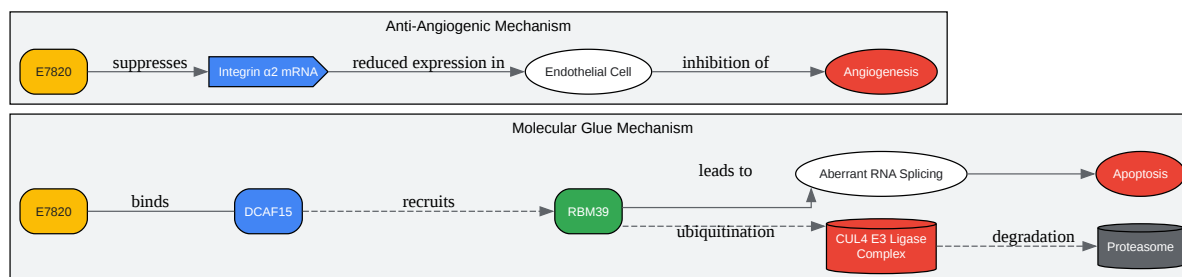 Anti-Angiogenic Mechanism
E7820
suppresses
Integrin α2 mRNA
reduced expression in
Endothelial Cell
inhibition of
Angiogenesis
Molecular Glue Mechanism
E7820
binds
DCAF15
recruits
RBM39
leads to
Aberrant RNA Splicing
Apoptosis
ubiquitination
CUL4 E3 Ligase
Complex
degradation
Proteasome